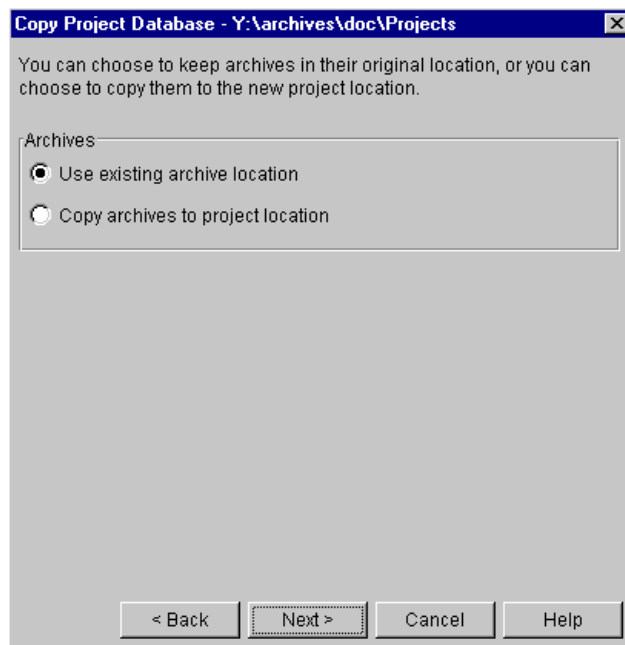 Copy Project Database - Y:\archives\doc\Projects
You can choose to keep archives in their original location, or you can
choose to copy them to the new project location.
Archives
Use existing archive location
Copy archives to project location
< Back Next > Cancel Help